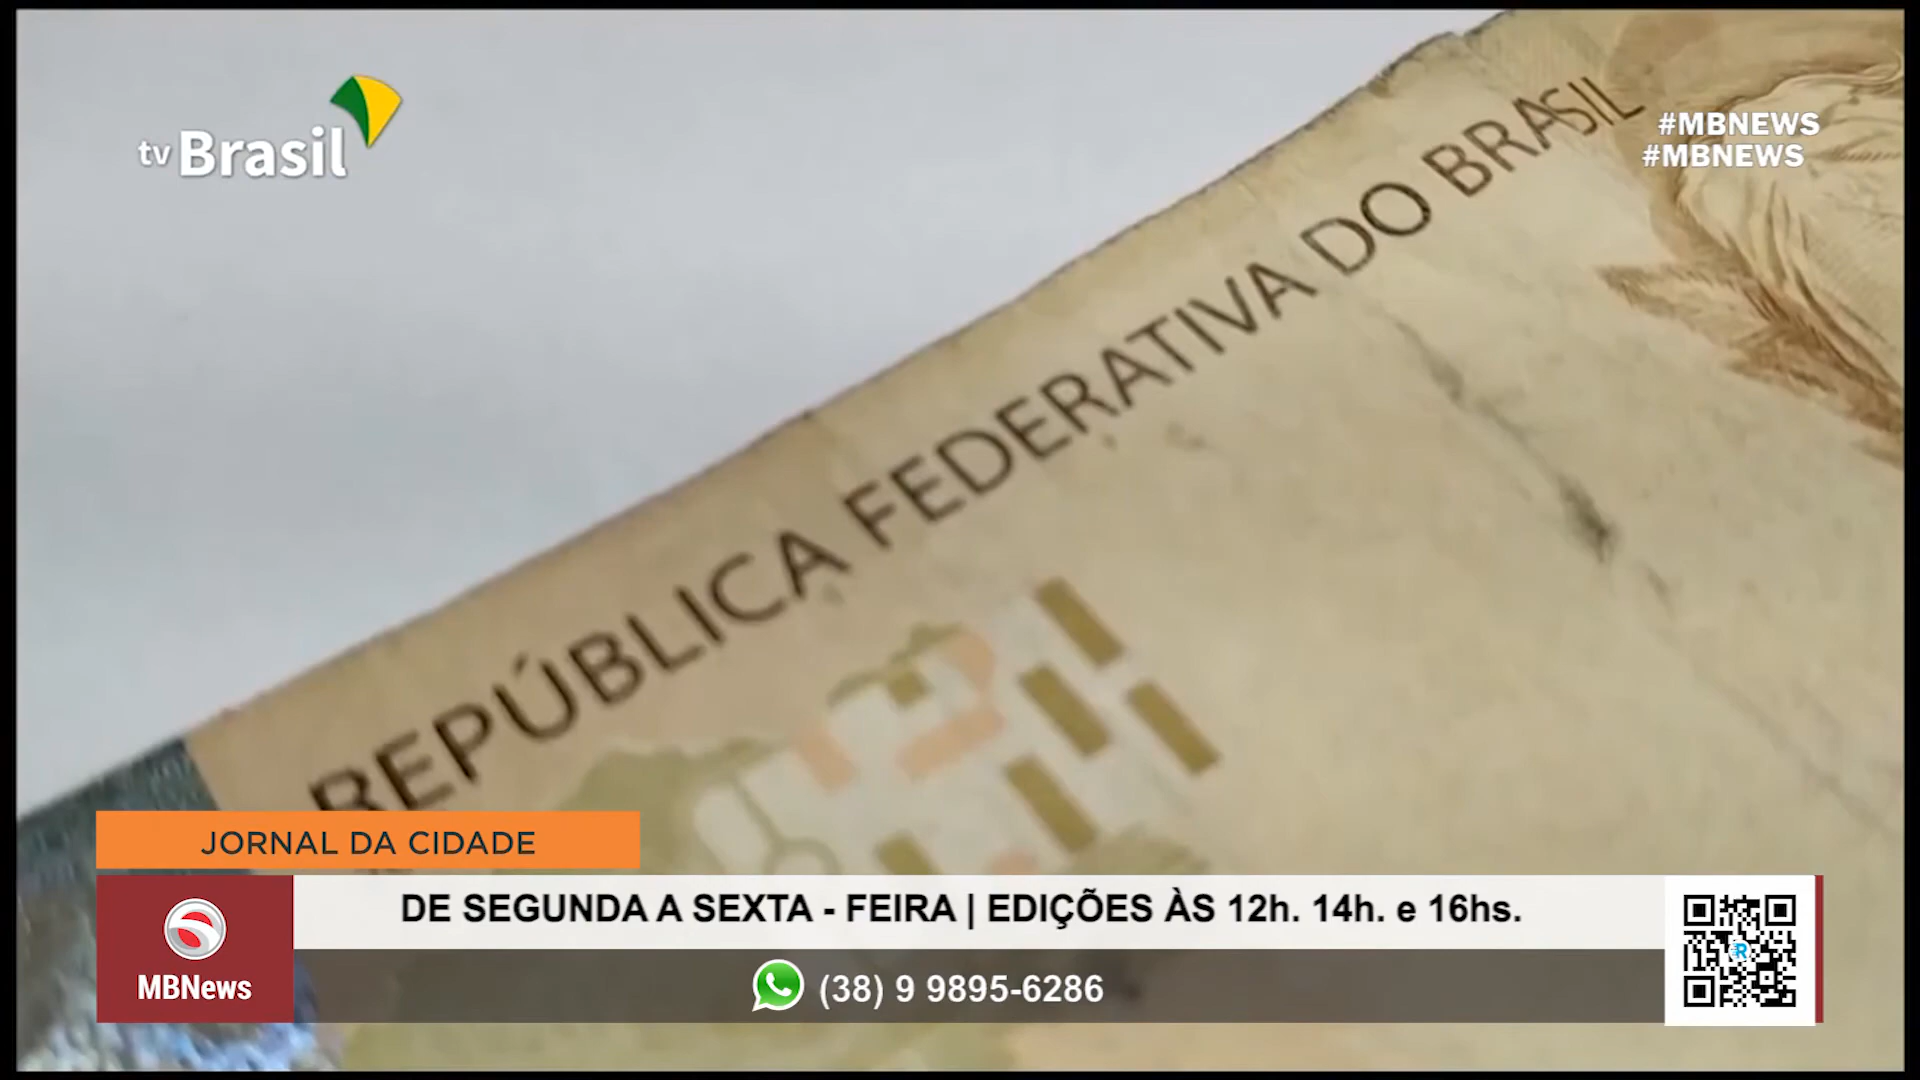 tv Brasil
#MBNEWS
#MBNEWS
REPÚBLICA FEDERATIVA DO BRASIL
JORNAL DA CIDADE
DE SEGUNDA A SEXTA - FEIRA | EDIÇÕES ÀS 12h. 14h. e 16hs.
MBNews
(38) 9 9895-6286